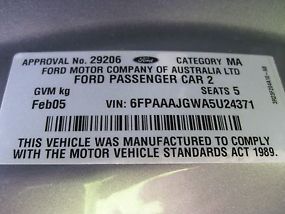 APPROVAL No. 29206 Ford CATEGORY MA
FORD MOTOR COMPANY OF AUSTRALIA LTD
FORD PASSENGER CAR 2
GVM kg SEATS 5
Feb05 VIN: 6FPAAAJGWA5U24371
THIS VEHICLE WAS MANUFACTURED TO COMPLY
WITH THE MOTOR VEHICLE STANDARDS ACT 1989.